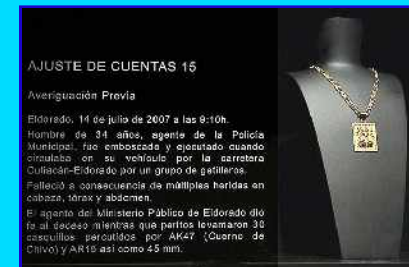 AJUSTE DE CUENTAS 15
Averiguación Previa
Eldorado, 14 de julio de 2007 a las 9:10h.
Hombre de 34 años, agente de la Policía
Municipal, fue emboscado y ejecutado cuando
circulaba en su vehículo por la carretera
Culiacán-Eldorado por un grupo de gatilleros.
Falleció a consecuencia de múltiples heridas en
cabeza, tórax y abdomen.
El agente del Ministerio Público de Eldorado dió
fe al deceso mientras que peritos levantaron 30
casquillos percutidos por AK47 (Cuerno de
Chivo) y AR15 así como 45 mm.